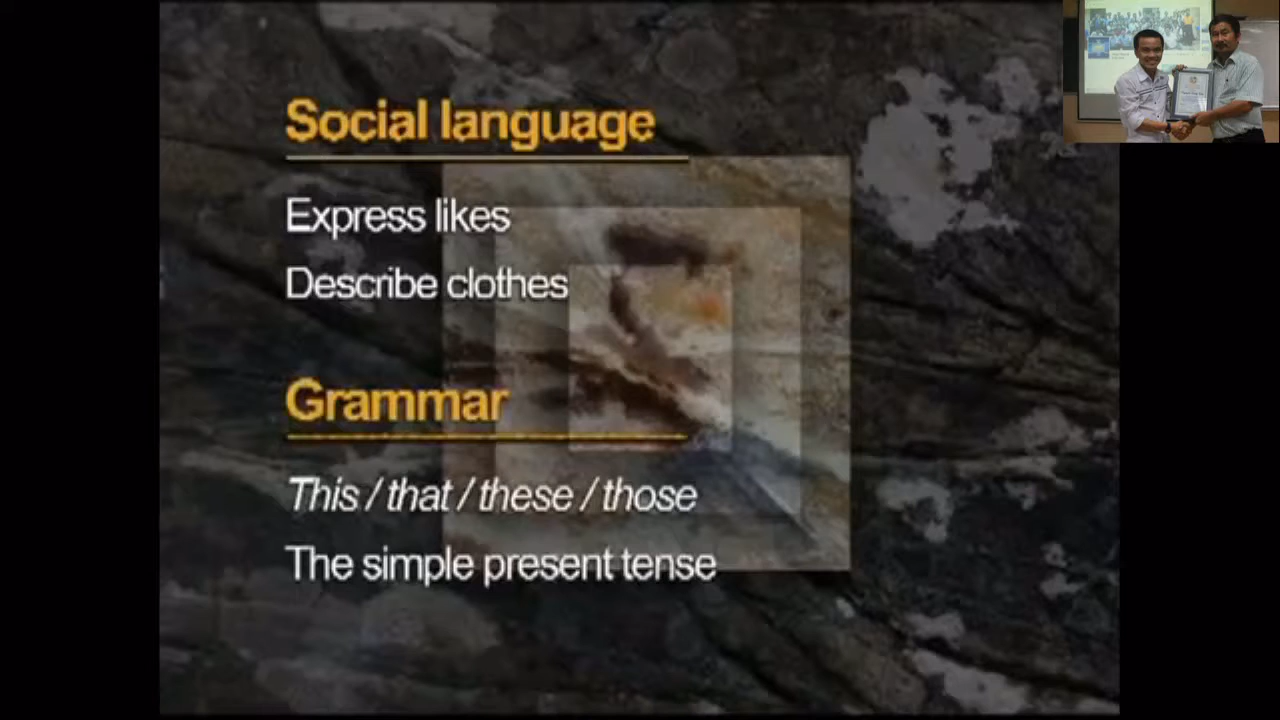 Social language
Express likes
Describe clothes
Grammar
This / that / these / those
The simple present tense